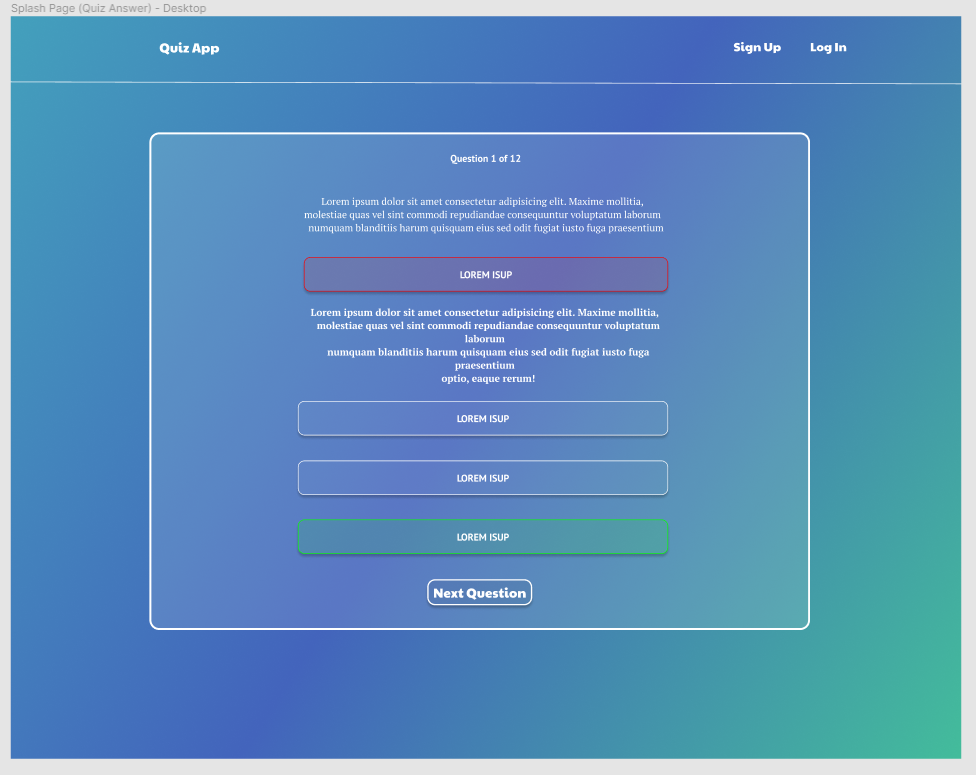 Splash Page (Quiz Answer) - Desktop
Quiz App
Sign Up
Log In
Question 1 of 12
Lorem ipsum dolor sit amet consectetur adipisicing elit. Maxime mollitia,
molestiae quas vel sint commodi repudiandae consequuntur voluptatum laborum
numquam blanditiis harum quisquam eius sed odit fugiat iusto fuga praesentium
LOREM ISUP
Lorem ipsum dolor sit amet consectetur adipisicing elit. Maxime mollitia,
molestiae quas vel sint commodi repudiandae consequuntur voluptatum
laborum
numquam blanditiis harum quisquam eius sed odit fugiat iusto fuga
praesentium
optio, eaque rerum!
LOREM ISUP
LOREM ISUP
LOREM ISUP
Next Question